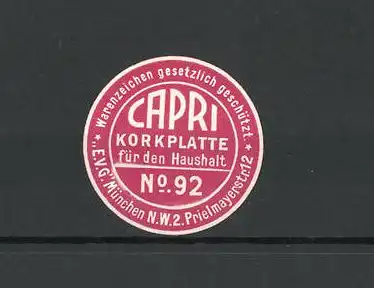 Warenzeichen gesetzlich geschützt.
CAPRI
KORKPLATTE
für den Haushalt
No. 92
* "E.V.G." München N.W.2. Prielmayerstr.12 *